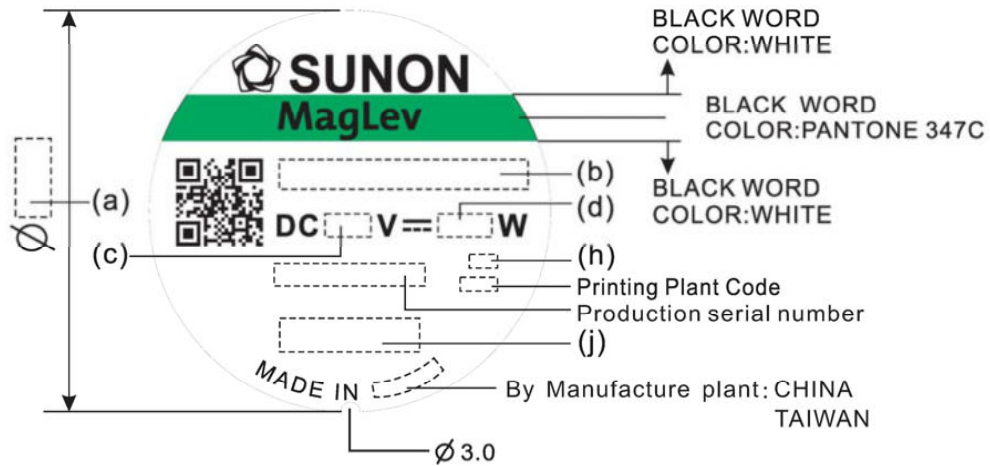 BLACK WORD
COLOR:WHITE
SUNON
MagLev
BLACK WORD
COLOR:PANTONE 347C
(a)
Ø
(b)
BLACK WORD
COLOR:WHITE
(d)
DC V⎓ W
(c)
(h)
Printing Plant Code
Production serial number
(j)
MADE IN
By Manufacture plant: CHINA
TAIWAN
Ø 3.0